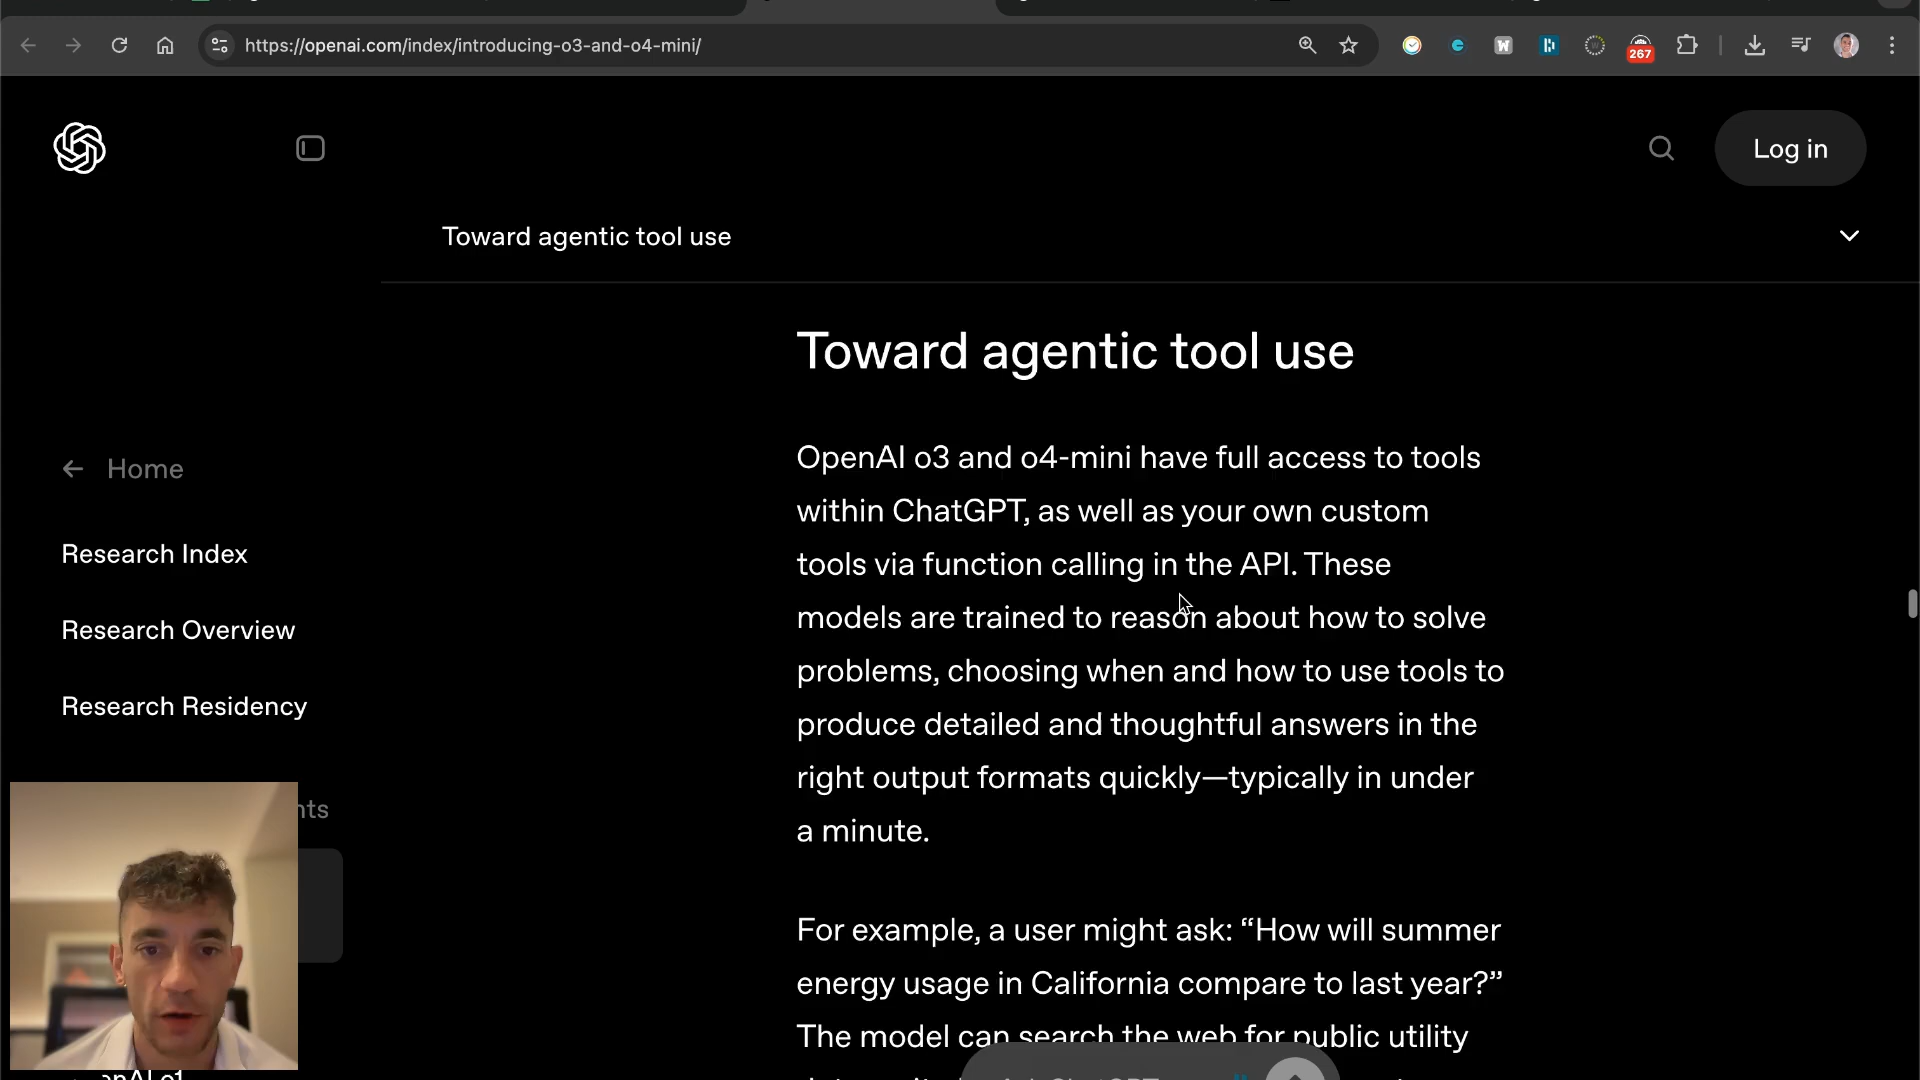 https://openai.com/index/introducing-o3-and-o4-mini/
267
Log in
Toward agentic tool use
Toward agentic tool use
OpenAI o3 and o4-mini have full access to tools
within ChatGPT, as well as your own custom
tools via function calling in the API. These
models are trained to reason about how to solve
problems, choosing when and how to use tools to
produce detailed and thoughtful answers in the
right output formats quickly—typically in under
a minute.
For example, a user might ask: “How will summer
energy usage in California compare to last year?”
The model can search the web for public utility
Home
Research Index
Research Overview
Research Residency